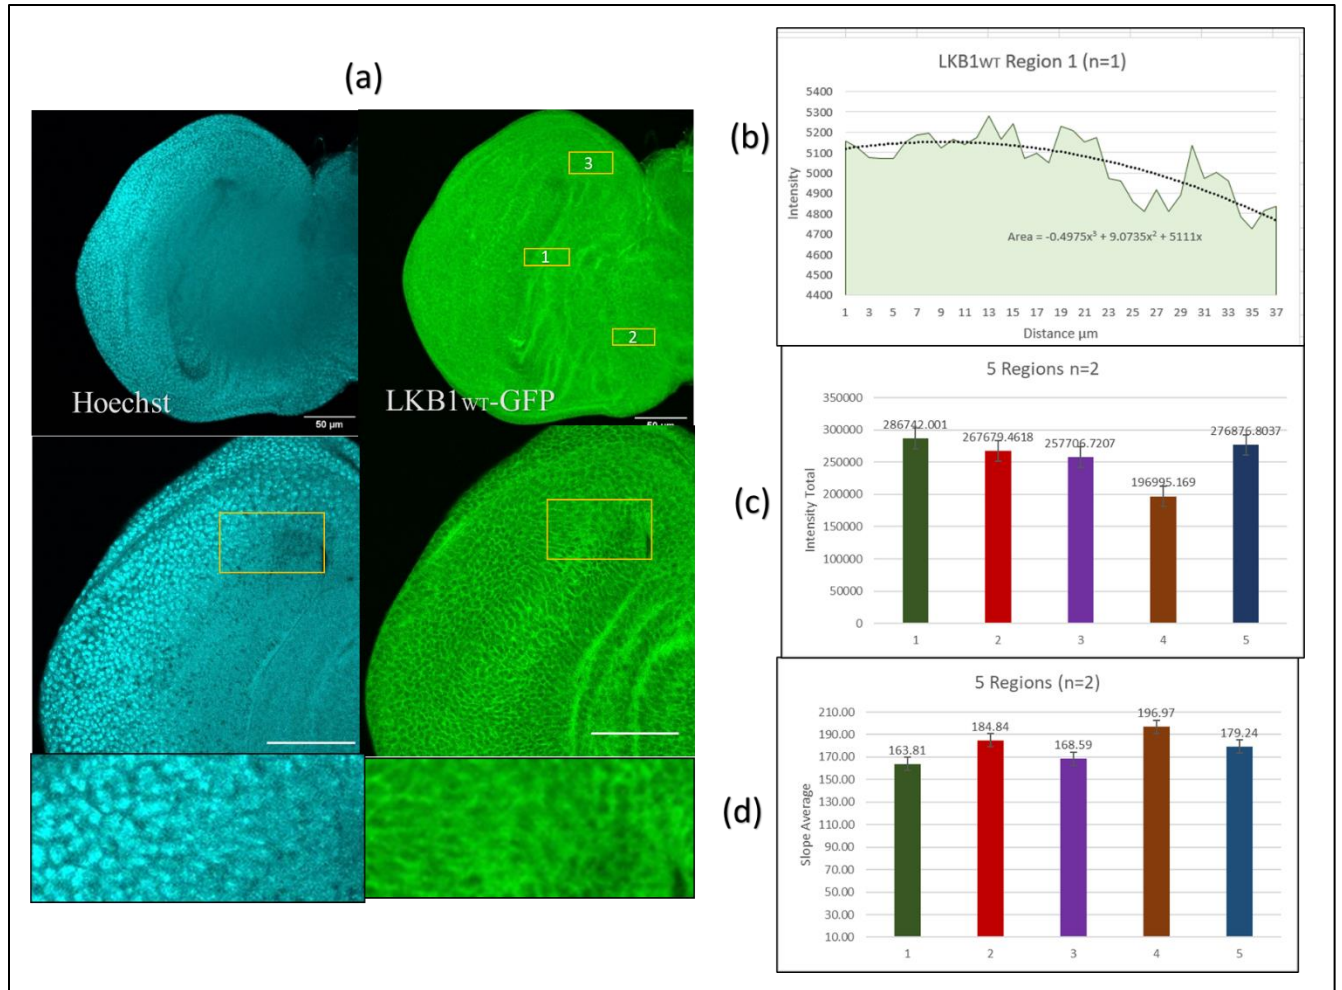 (a)
3
1
2
Hoechst
50 µm
LKB1WT-GFP
50 µm
(b)
LKB1WT Region 1 (n=1)
5400
5300
5200
5100
5000
4900
4800
4700
4600
4500
4400
Intensity
Area = -0.4975x³ + 9.0735x² + 5111x
1 3 5 7 9 11 13 15 17 19 21 23 25 27 29 31 33 35 37
Distance µm
(c)
5 Regions n=2
350000
300000
250000
200000
150000
100000
50000
0
Intensity Total
286742.001
267679.4618
257706.7207
196995.169
276875.8037
1 2 3 4 5
(d)
5 Regions (n=2)
210.00
190.00
170.00
150.00
130.00
110.00
90.00
70.00
50.00
30.00
10.00
Slope Average
163.81
184.84
168.59
196.97
179.24
1 2 3 4 5